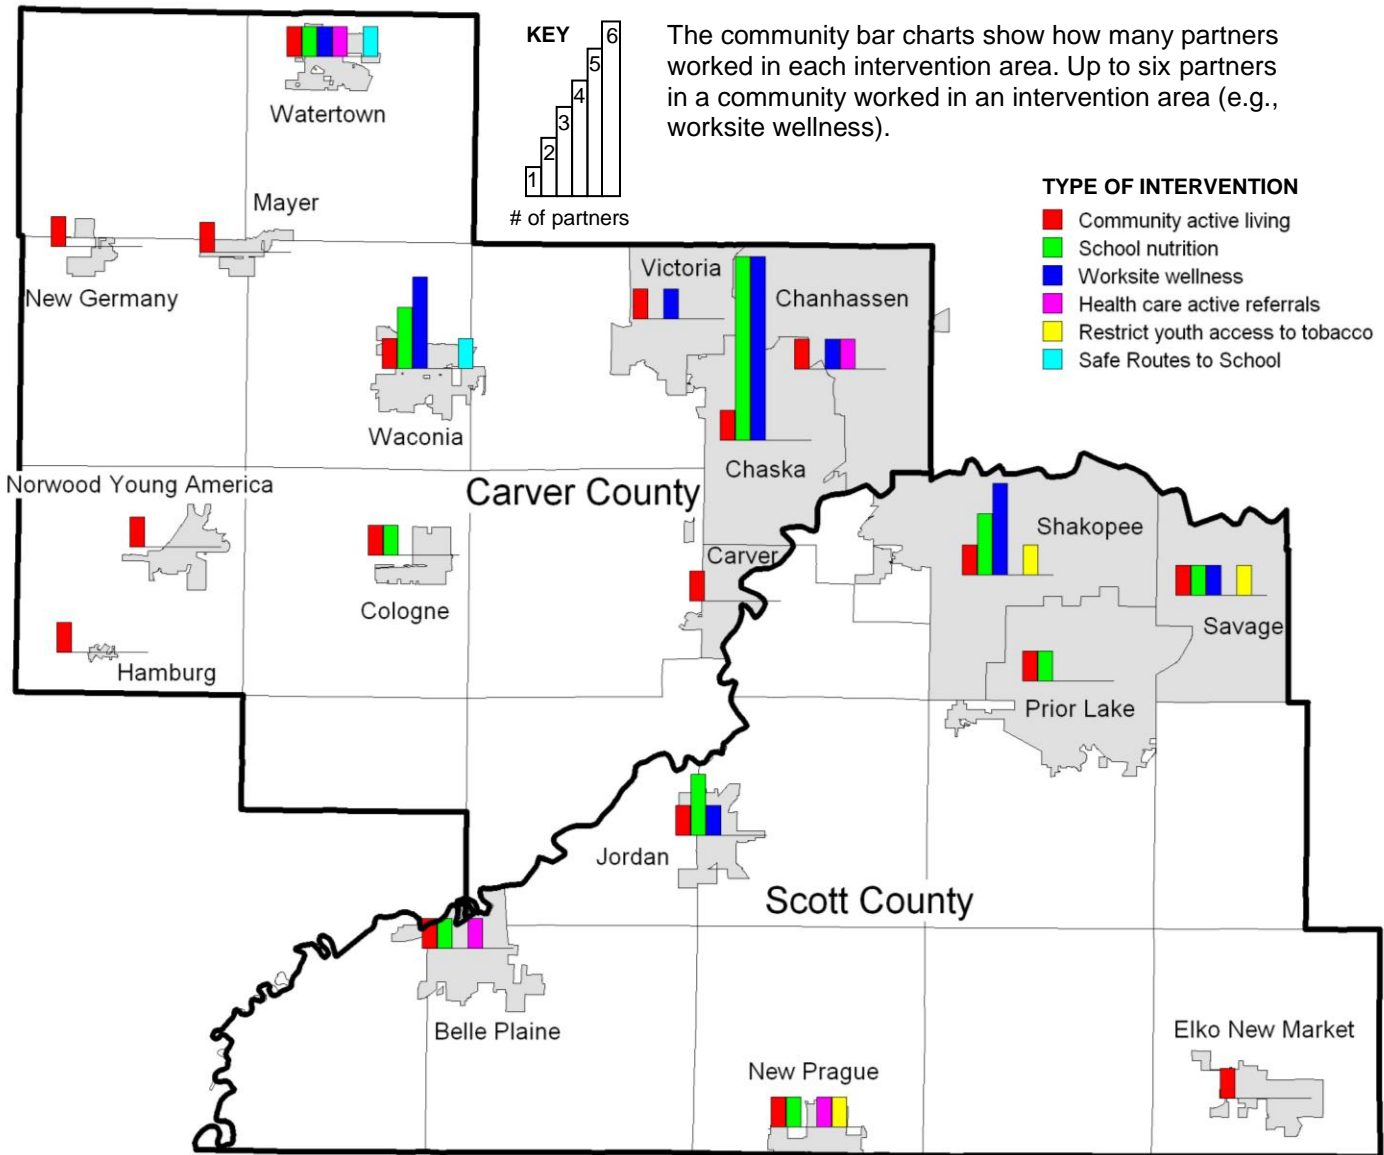 KEY
1
2
3
4
5
6
# of partners
The community bar charts show how many partners
worked in each intervention area. Up to six partners
in a community worked in an intervention area (e.g.,
worksite wellness).
TYPE OF INTERVENTION
Community active living
School nutrition
Worksite wellness
Health care active referrals
Restrict youth access to tobacco
Safe Routes to School
Watertown
Mayer
New Germany
Victoria
Chanhassen
Waconia
Chaska
Norwood Young America
Carver County
Shakopee
Carver
Cologne
Savage
Hamburg
Prior Lake
Jordan
Scott County
Belle Plaine
Elko New Market
New Prague